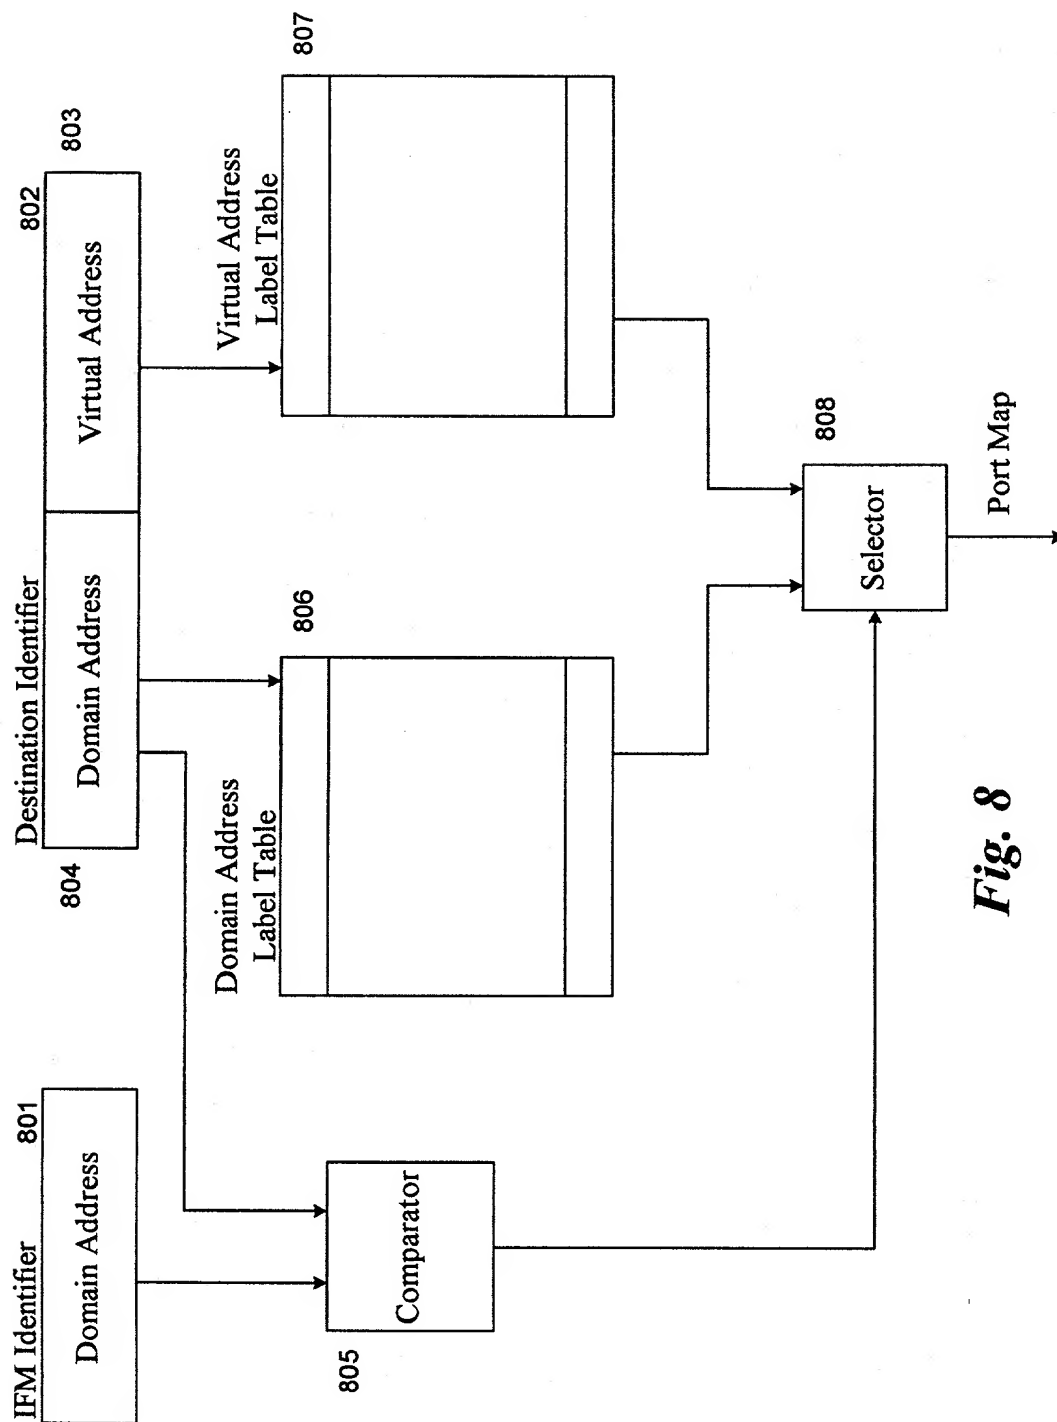 IFM Identifier
801
Domain Address
Destination Identifier
802
803
804
Domain Address
Virtual Address
Domain Address
Label Table
806
Virtual Address
Label Table
807
805
Comparator
808
Selector
Port Map
Fig. 8